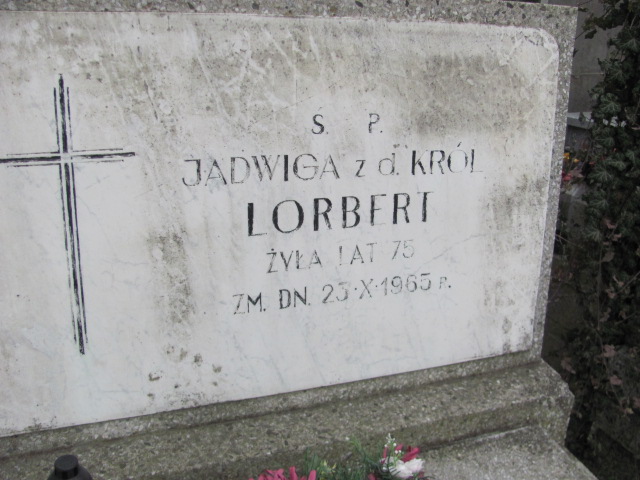 Ś. P.
JADWIGA z d. KRÓL
LORBERT
ŻYŁA LAT 75
ZM. DN. 23·X·1965 r.